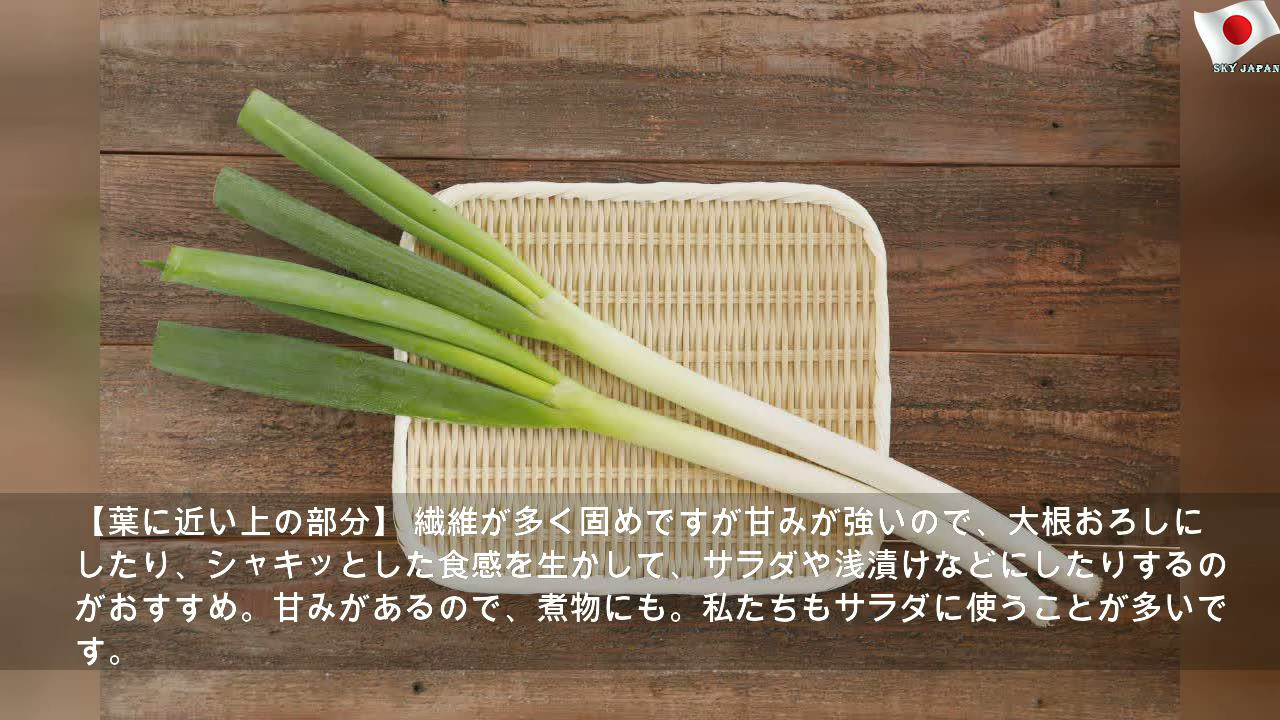 SKY JAPAN
【葉に近い上の部分】 繊維が多く固めですが甘みが強いので、大根おろしに
したり、シャキッとした食感を生かして、サラダや浅漬けなどにしたりするの
がおすすめ。甘みがあるので、煮物にも。私たちもサラダに使うことが多いで
す。